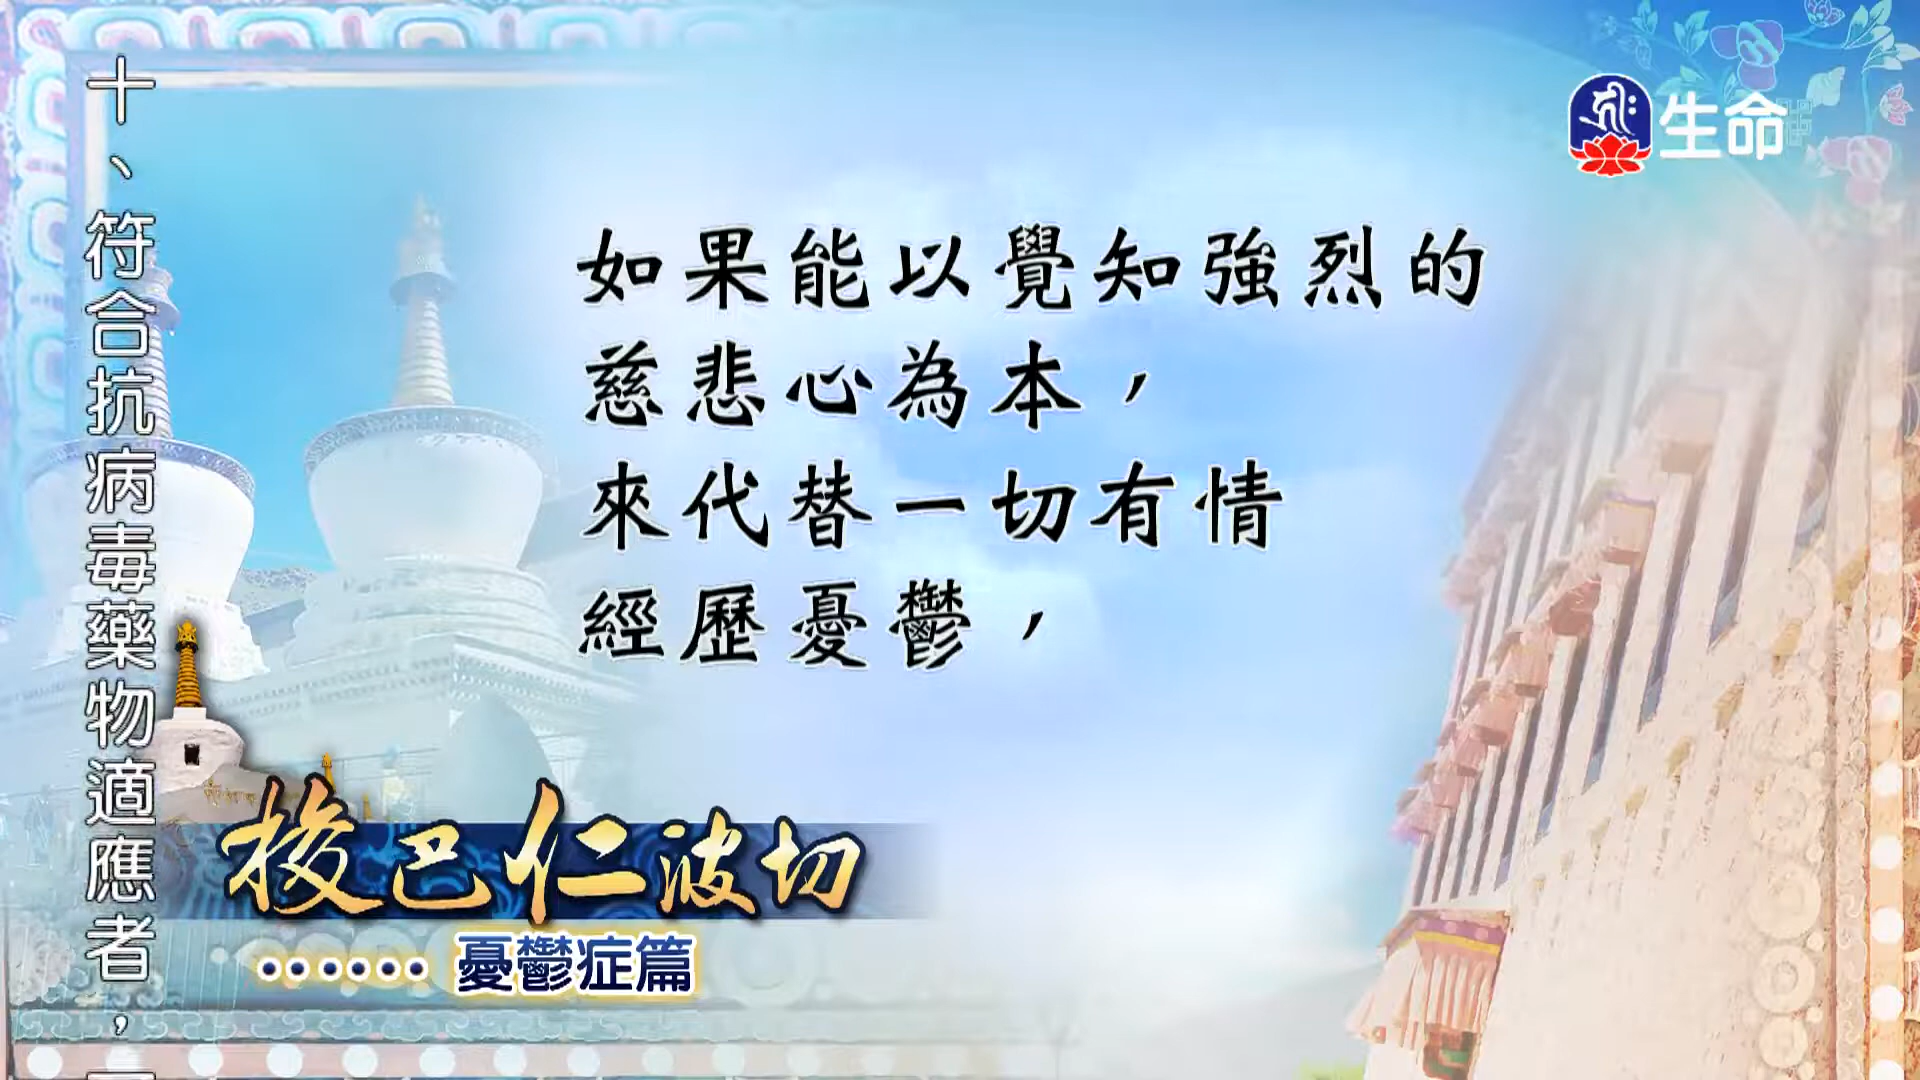 十、符合抗病毒藥物適應者，
生命
如果能以覺知強烈的
慈悲心為本，
來代替一切有情
經歷憂鬱，
梭巴仁波切
……憂鬱症篇